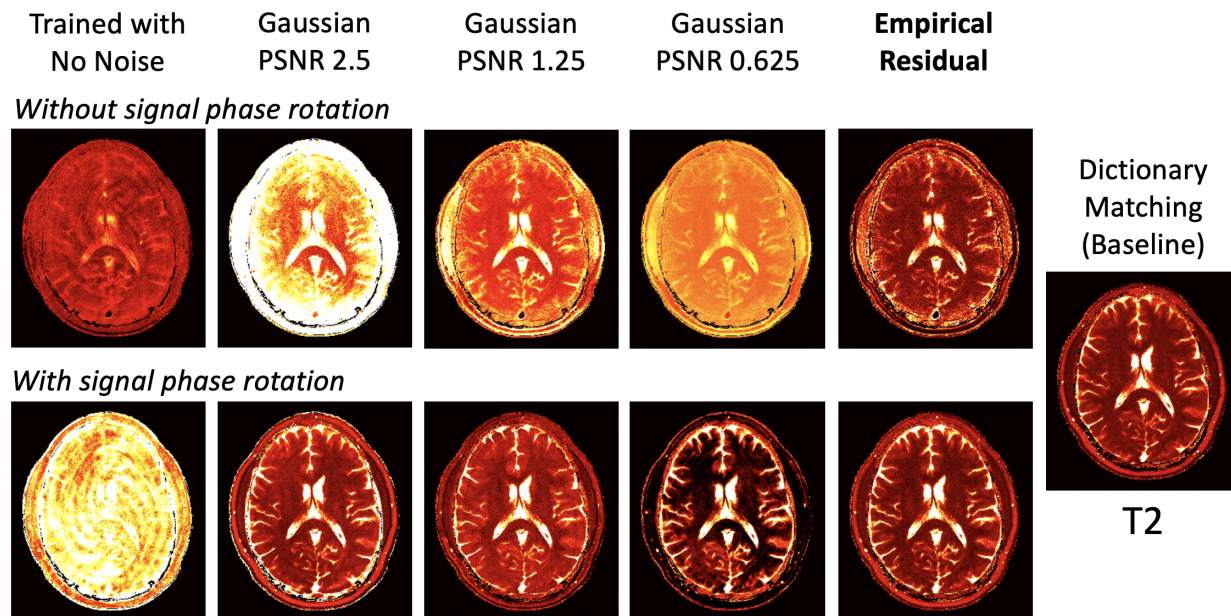 Trained with
No Noise
Gaussian
PSNR 2.5
Gaussian
PSNR 1.25
Gaussian
PSNR 0.625
Empirical
Residual
Without signal phase rotation
With signal phase rotation
Dictionary
Matching
(Baseline)
T2